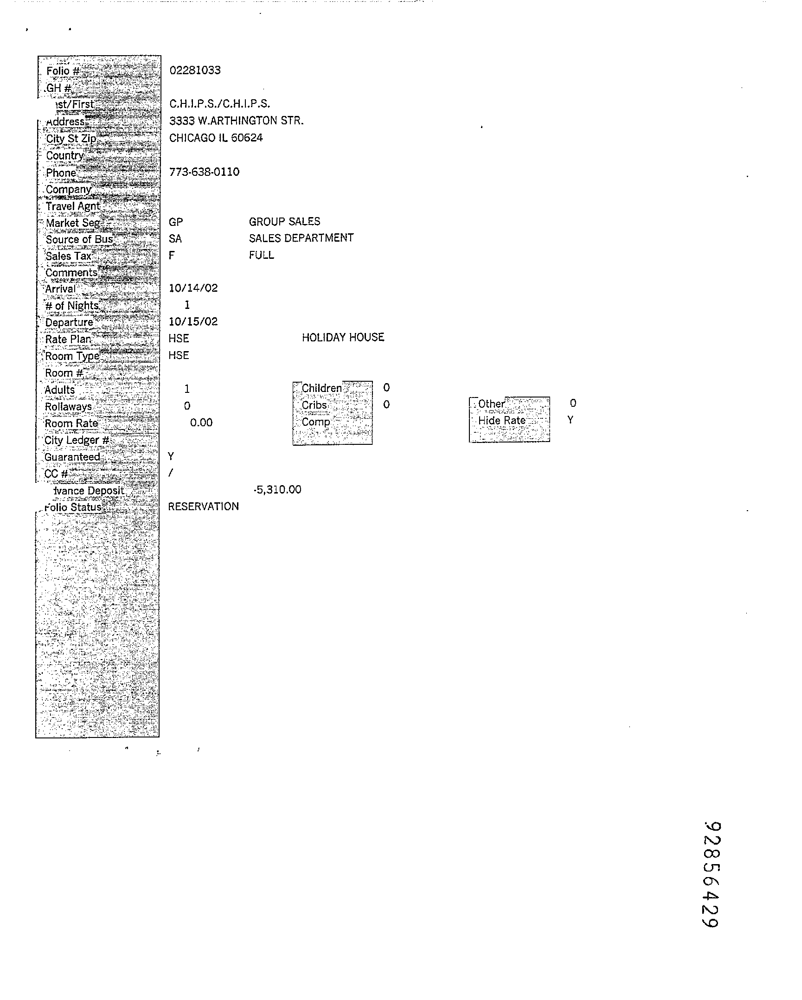 Folio # 02281033
GH #
st/First C.H.I.P.S./C.H.I.P.S.
Address 3333 W.ARTHINGTON STR.
City St Zip CHICAGO IL 60624
Country
Phone 773-638-0110
Company
Travel Agnt
Market Seg GP GROUP SALES
Source of Bus SA SALES DEPARTMENT
Sales Tax F FULL
Comments
Arrival 10/14/02
# of Nights 1
Departure 10/15/02
Rate Plan HSE HOLIDAY HOUSE
Room Type HSE
Room #
Adults 1 Children 0
Rollaways 0 Cribs 0 Other 0
Room Rate 0.00 Comp Hide Rate Y
City Ledger #
Guaranteed Y
CC # /
vance Deposit -5,310.00
Folio Status RESERVATION
92856429